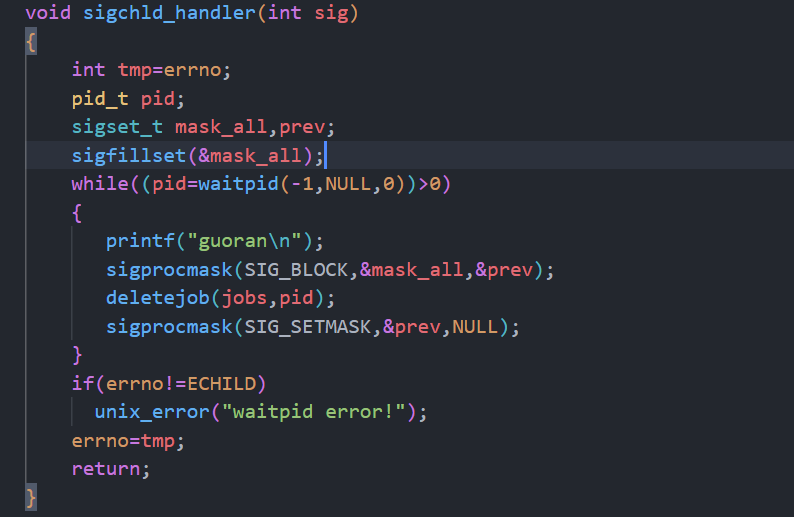 void sigchld_handler(int sig)
{
    int tmp=errno;
    pid_t pid;
    sigset_t mask_all,prev;
    sigfillset(&mask_all);
    while((pid=waitpid(-1,NULL,0))>0)
    {
       printf("guoran\n");
       sigprocmask(SIG_BLOCK,&mask_all,&prev);
       deletejob(jobs,pid);
       sigprocmask(SIG_SETMASK,&prev,NULL);
    }
    if(errno!=ECHILD)
      unix_error("waitpid error!");
    errno=tmp;
    return;
}